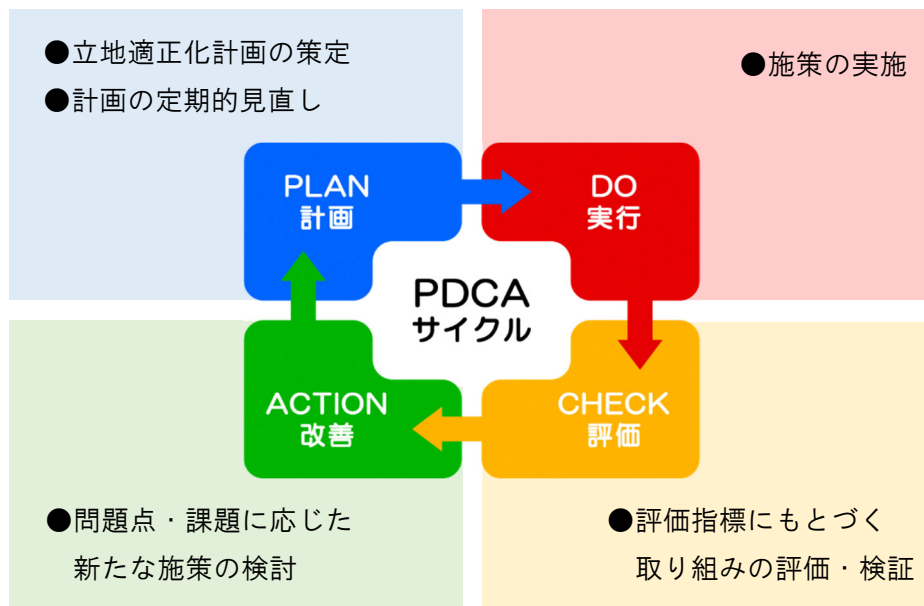 ●立地適正化計画の策定
●計画の定期的見直し
●施策の実施
PLAN
計画
DO
実行
PDCA
サイクル
ACTION
改善
CHECK
評価
●問題点・課題に応じた
新たな施策の検討
●評価指標にもとづく
取り組みの評価・検証